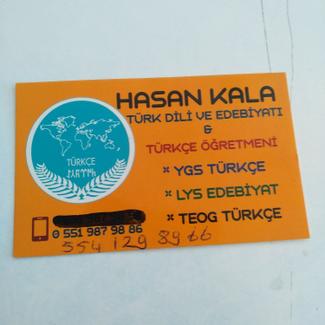 HASAN KALA
TÜRK DİLİ VE EDEBİYATI
&
TÜRKÇE ÖĞRETMENİ
* YGS TÜRKÇE
* LYS EDEBİYAT
* TEOG TÜRKÇE
TÜRKÇE
0 551 987 98 86
554 129 89 66